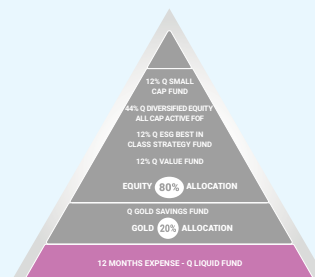 12% Q SMALL
CAP FUND
44% Q DIVERSIFIED EQUITY
ALL CAP ACTIVE FOF
12% Q ESG BEST IN
CLASS STRATEGY FUND
12% Q VALUE FUND
EQUITY 80% ALLOCATION
Q GOLD SAVINGS FUND
GOLD 20% ALLOCATION
12 MONTHS EXPENSE - Q LIQUID FUND